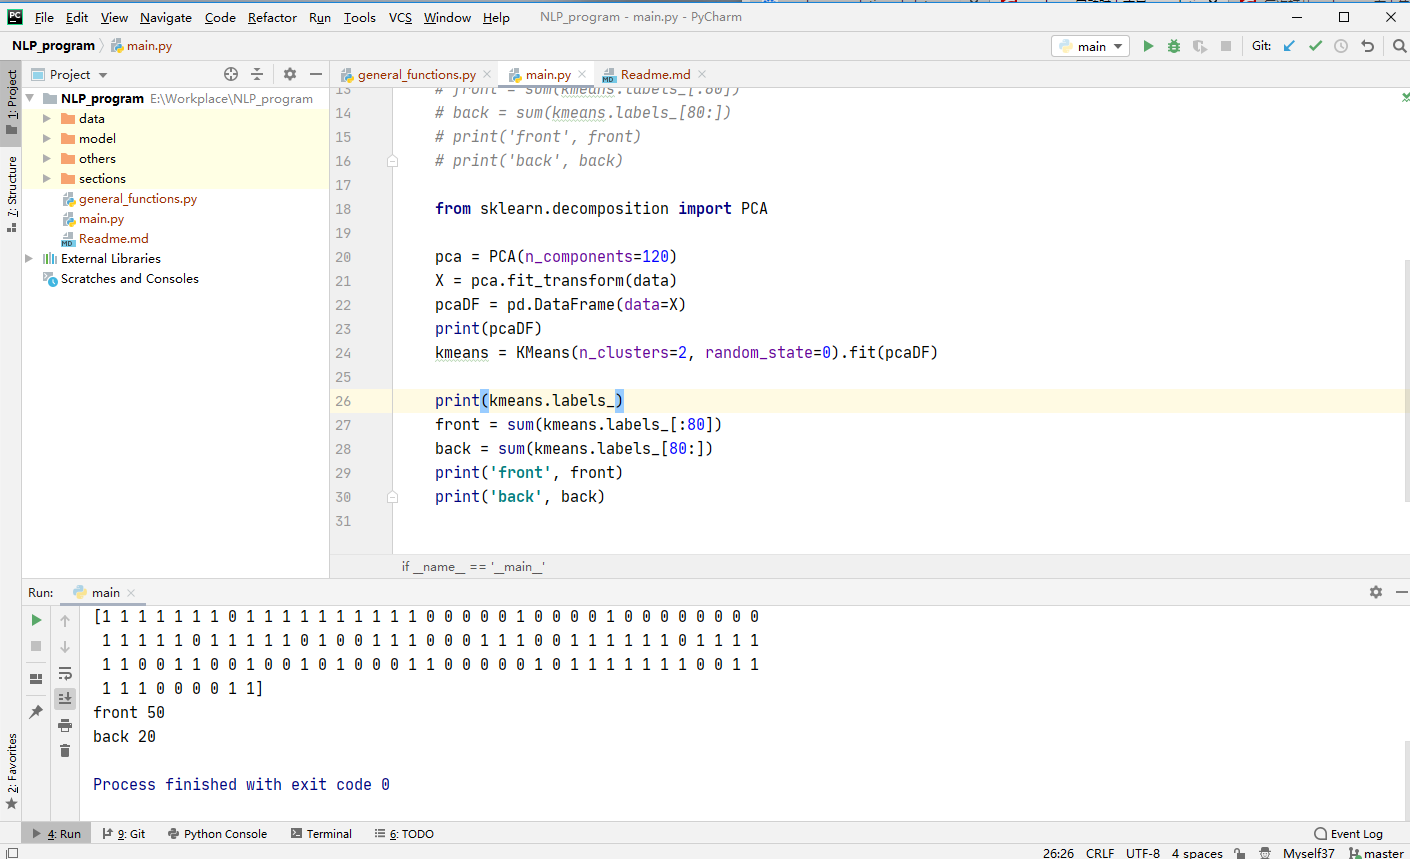 File Edit View Navigate Code Refactor Run Tools VCS Window Help NLP_program - main.py - PyCharm
NLP_program main.py main Git:
1: Project
Project
general_functions.py main.py Readme.md
NLP_program E:\Workplace\NLP_program
data
model
others
sections
general_functions.py
main.py
Readme.md
External Libraries
Scratches and Consoles
7: Structure
2: Favorites
13 # front = sum(kmeans.labels_[:80])
14 # back = sum(kmeans.labels_[80:])
15 # print('front', front)
16 # print('back', back)
17
18 from sklearn.decomposition import PCA
19
20 pca = PCA(n_components=120)
21 X = pca.fit_transform(data)
22 pcaDF = pd.DataFrame(data=X)
23 print(pcaDF)
24 kmeans = KMeans(n_clusters=2, random_state=0).fit(pcaDF)
25
26 print(kmeans.labels_)
27 front = sum(kmeans.labels_[:80])
28 back = sum(kmeans.labels_[80:])
29 print('front', front)
30 print('back', back)
31
if __name__ == '__main__'
Run: main
[1 1 1 1 1 1 1 0 1 1 1 1 1 1 1 1 1 1 0 0 0 0 0 1 0 0 0 0 1 0 0 0 0 0 0 0 0
1 1 1 1 1 0 1 1 1 1 1 0 1 0 0 1 1 1 0 0 0 1 1 1 0 0 1 1 1 1 1 1 0 1 1 1 1
1 1 0 0 1 1 0 0 1 0 0 1 0 1 0 0 0 1 1 0 0 0 0 0 1 0 1 1 1 1 1 1 1 0 0 1 1
1 1 1 0 0 0 0 1 1]
front 50
back 20
Process finished with exit code 0
4: Run 9: Git Python Console Terminal 6: TODO Event Log
26:26 CRLF UTF-8 4 spaces Myself37 master